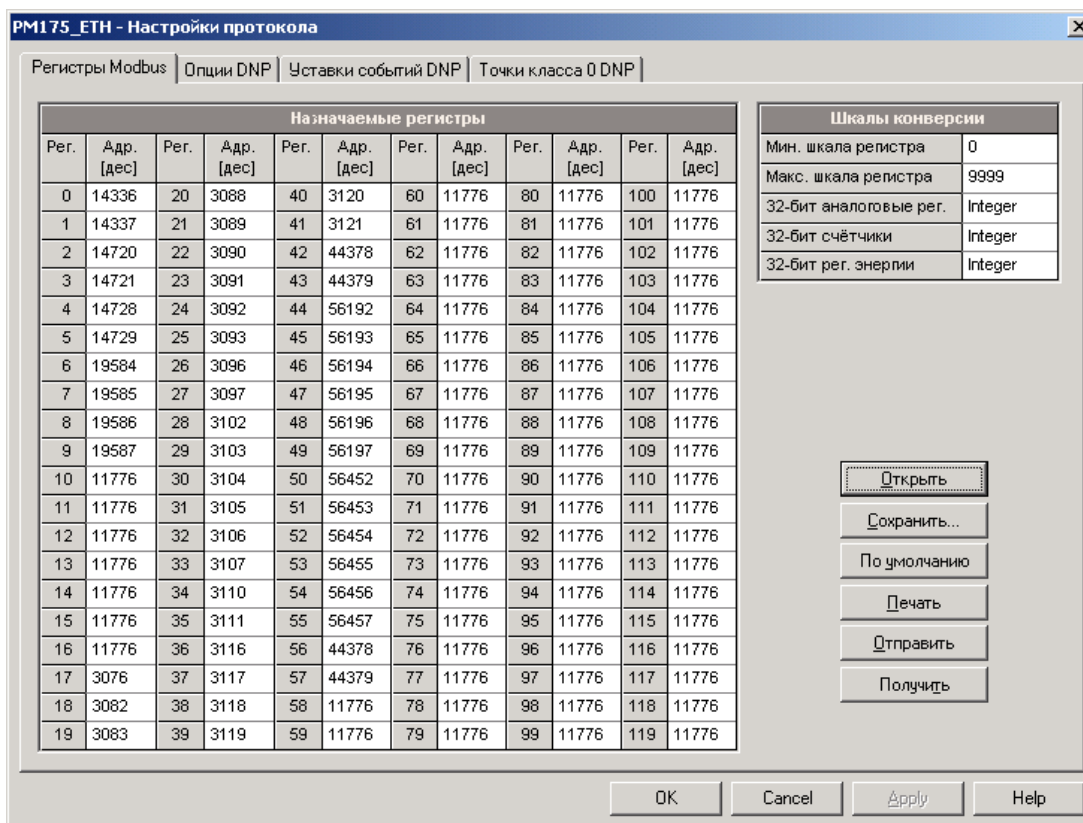 PM175_ETH - Настройки протокола
Регистры Modbus Опции DNP Уставки событий DNP Точки класса 0 DNP
Назначаемые регистры
Рег. Адр. [дес] Рег. Адр. [дес] Рег. Адр. [дес] Рег. Адр. [дес] Рег. Адр. [дес] Рег. Адр. [дес]
0 14336 20 3088 40 3120 60 11776 80 11776 100 11776
1 14337 21 3089 41 3121 61 11776 81 11776 101 11776
2 14720 22 3090 42 44378 62 11776 82 11776 102 11776
3 14721 23 3091 43 44379 63 11776 83 11776 103 11776
4 14728 24 3092 44 56192 64 11776 84 11776 104 11776
5 14729 25 3093 45 56193 65 11776 85 11776 105 11776
6 19584 26 3096 46 56194 66 11776 86 11776 106 11776
7 19585 27 3097 47 56195 67 11776 87 11776 107 11776
8 19586 28 3102 48 56196 68 11776 88 11776 108 11776
9 19587 29 3103 49 56197 69 11776 89 11776 109 11776
10 11776 30 3104 50 56452 70 11776 90 11776 110 11776
11 11776 31 3105 51 56453 71 11776 91 11776 111 11776
12 11776 32 3106 52 56454 72 11776 92 11776 112 11776
13 11776 33 3107 53 56455 73 11776 93 11776 113 11776
14 11776 34 3110 54 56456 74 11776 94 11776 114 11776
15 11776 35 3111 55 56457 75 11776 95 11776 115 11776
16 11776 36 3116 56 44378 76 11776 96 11776 116 11776
17 3076 37 3117 57 44379 77 11776 97 11776 117 11776
18 3082 38 3118 58 11776 78 11776 98 11776 118 11776
19 3083 39 3119 59 11776 79 11776 99 11776 119 11776
Шкалы конверсии
Мин. шкала регистра 0
Макс. шкала регистра 9999
32-бит аналоговые рег. Integer
32-бит счётчики Integer
32-бит рег. энергии Integer
Открыть
Сохранить...
По умолчанию
Печать
Отправить
Получить
OK Cancel Apply Help